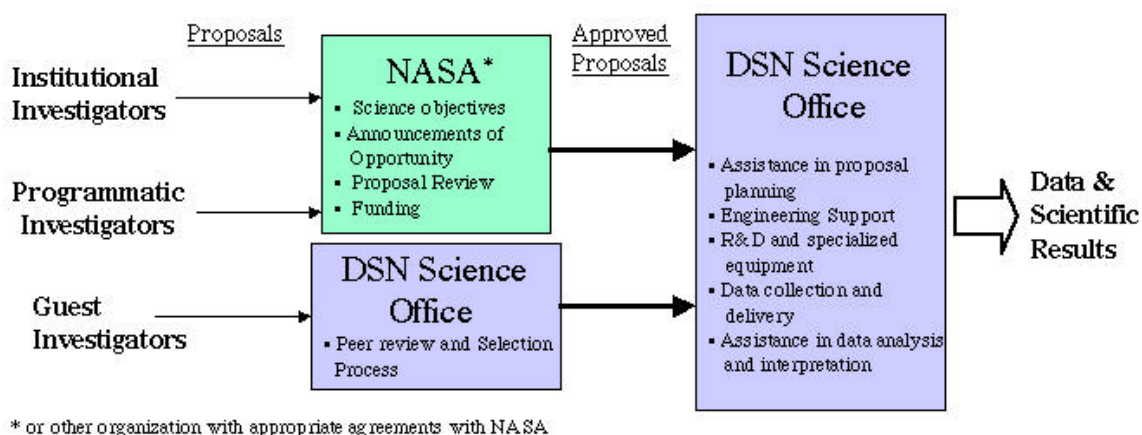 Proposals
Approved
Proposals
Institutional
Investigators
Programmatic
Investigators
Guest
Investigators
NASA*
▪ Science objectives
▪ Announcements of
Opportunity
▪ Proposal Review
▪ Funding
DSN Science
Office
▪ Peer review and Selection
Process
DSN Science
Office
▪ Assistance in proposal
planning
▪ Engineering Support
▪ R&D and specialized
equipment
▪ Data collection and
delivery
▪ Assistance in data analysis
and interpretation
Data &
Scientific
Results
* or other organization with appropriate agreements with NASA